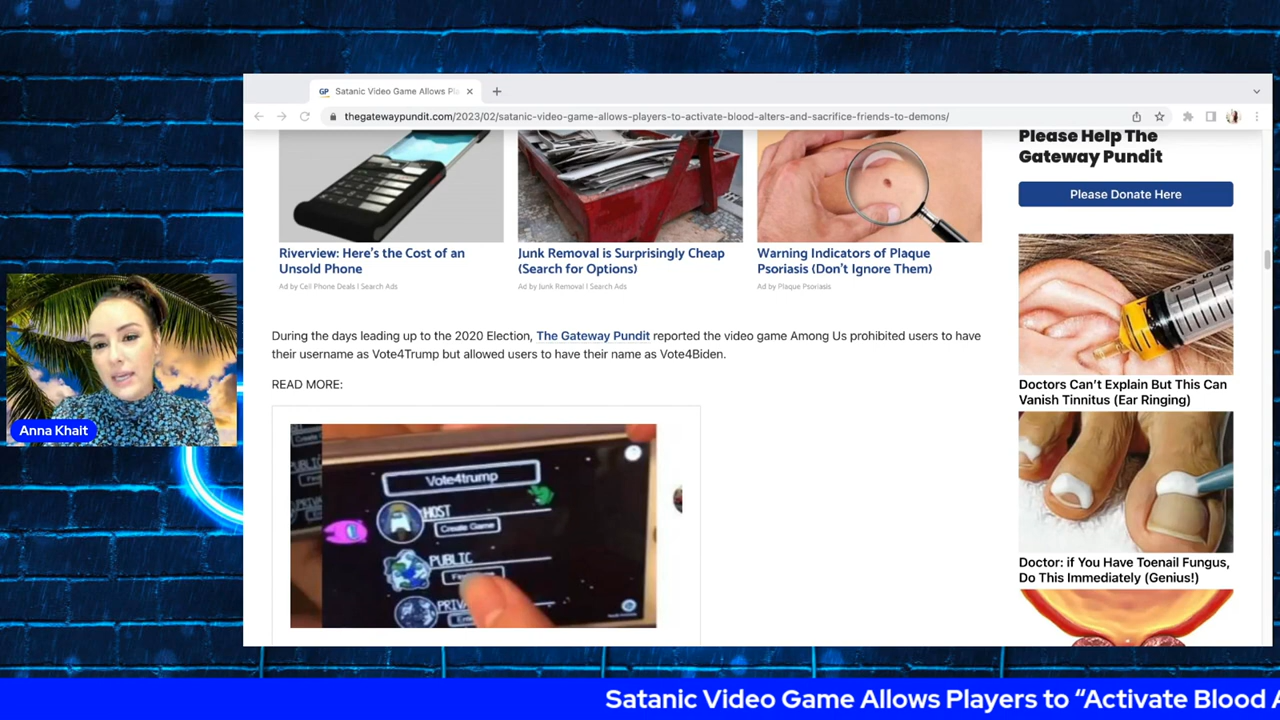 GP Satanic Video Game Allows Pl
thegatewaypundit.com/2023/02/satanic-video-game-allows-players-to-activate-blood-alters-and-sacrifice-friends-to-demons/
Please Help The
Gateway Pundit
Please Donate Here
Riverview: Here's the Cost of an
Unsold Phone
Ad by Cell Phone Deals | Search Ads
Junk Removal is Surprisingly Cheap
(Search for Options)
Ad by Junk Removal | Search Ads
Warning Indicators of Plaque
Psoriasis (Don't Ignore Them)
Ad by Plaque Psoriasis
During the days leading up to the 2020 Election, The Gateway Pundit reported the video game Among Us prohibited users to have
their username as Vote4Trump but allowed users to have their name as Vote4Biden.
READ MORE:
Vote4trump
HOST
Create Game
PUBLIC
Doctors Can't Explain But This Can
Vanish Tinnitus (Ear Ringing)
Doctor: if You Have Toenail Fungus,
Do This Immediately (Genius!)
Anna Khait
Satanic Video Game Allows Players to “Activate Blood A